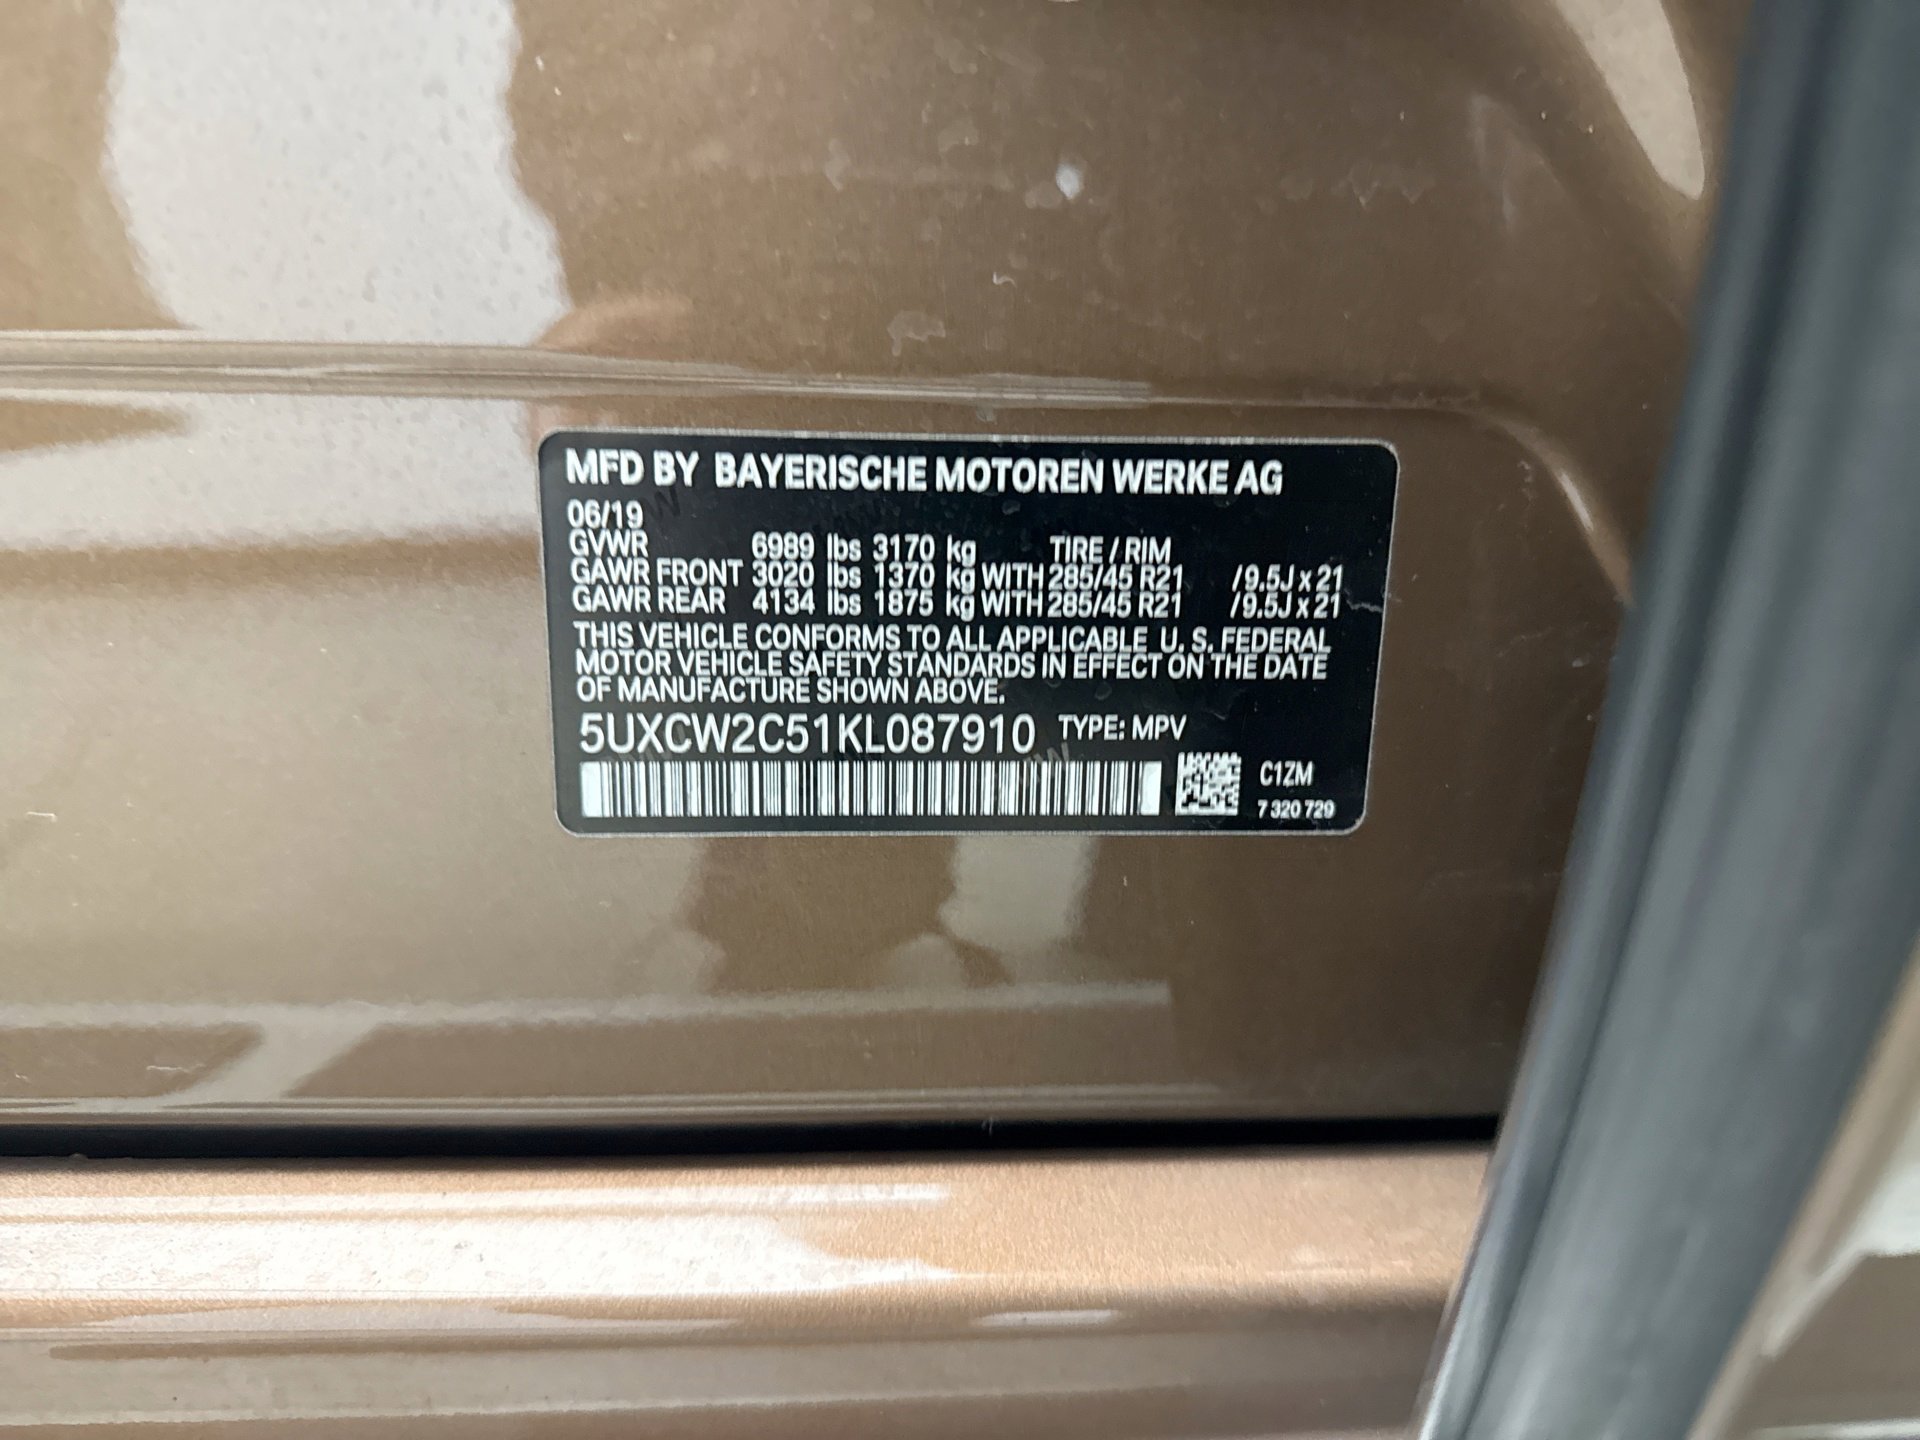 MFD BY BAYERISCHE MOTOREN WERKE AG
06/19
GVWR 6989 lbs 3170 kg TIRE / RIM
GAWR FRONT 3020 lbs 1370 kg WITH 285/45 R21 / 9.5J x 21
GAWR REAR 4134 lbs 1875 kg WITH 285/45 R21 / 9.5J x 21
THIS VEHICLE CONFORMS TO ALL APPLICABLE U. S. FEDERAL
MOTOR VEHICLE SAFETY STANDARDS IN EFFECT ON THE DATE
OF MANUFACTURE SHOWN ABOVE.
5UXCW2C51KL087910 TYPE: MPV
C1ZM
7 320 729